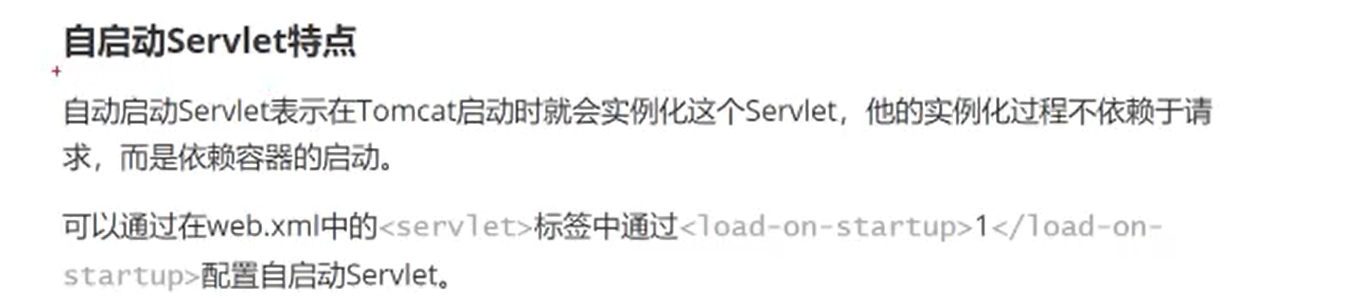 自启动Servlet特点
自动启动Servlet表示在Tomcat启动时就会实例化这个Servlet，他的实例化过程不依赖于请
求，而是依赖容器的启动。
可以通过在web.xml中的<servlet>标签中通过<load-on-startup>1</load-on-
startup>配置自启动Servlet。